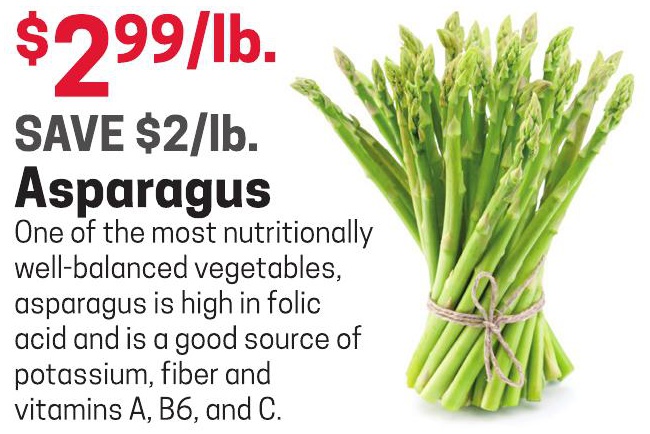 $2.99/lb.
SAVE $2/lb.
Asparagus
One of the most nutritionally
well-balanced vegetables,
asparagus is high in folic
acid and is a good source of
potassium, fiber and
vitamins A, B6, and C.